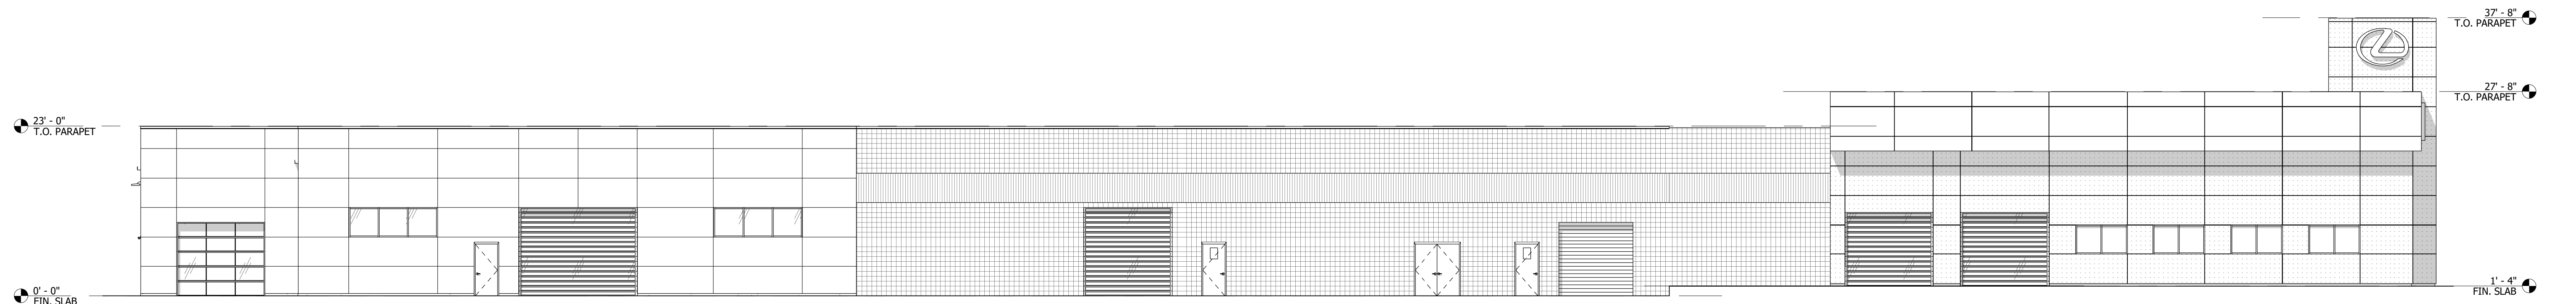 37' - 8"
T.O. PARAPET
27' - 8"
T.O. PARAPET
23' - 0"
T.O. PARAPET
1' - 4"
FIN. SLAB
0' - 0"
FIN. SLAB